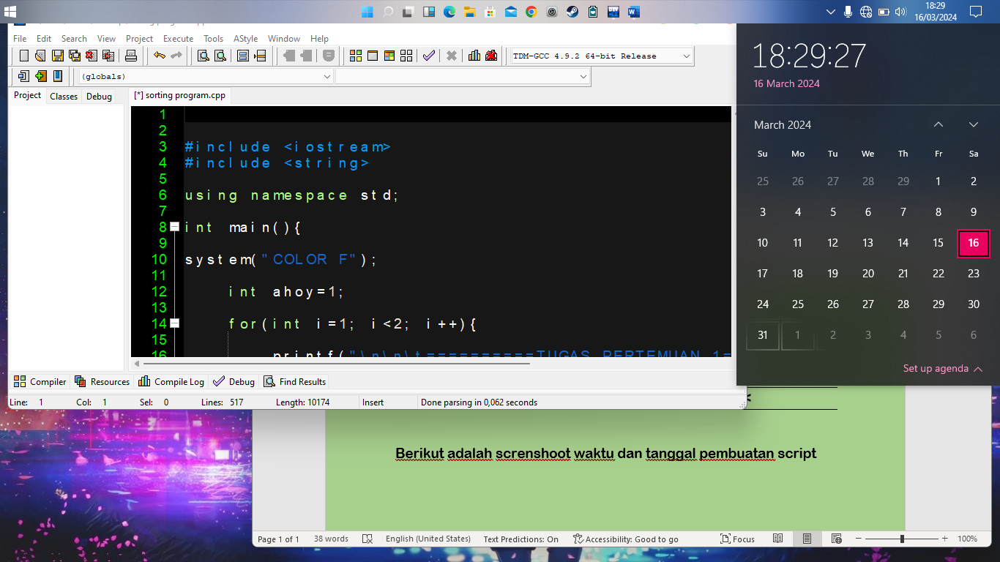 18:29
16/03/2024
File Edit Search View Project Execute Tools AStyle Window Help
TDM-GCC 4.9.2 64-bit Release
(globals)
Project Classes Debug
[*] sorting program.cpp
1
2
3 #include <iostream>
4 #include <string>
5
6 using namespace std;
7
8 int main(){
9
10 system("COLOR F");
11
12 int ahoy=1;
13
14 for(int i=1; i<2; i++){
15
16 printf("\n\n\t==========TUGAS PERTEMUAN 1=
Compiler Resources Compile Log Debug Find Results
Line: 1 Col: 1 Sel: 0 Lines: 517 Length: 10174 Insert Done parsing in 0,062 seconds
18:29:27
16 March 2024
March 2024
Su Mo Tu We Th Fr Sa
25 26 27 28 29 1 2
3 4 5 6 7 8 9
10 11 12 13 14 15 16
17 18 19 20 21 22 23
24 25 26 27 28 29 30
31 1 2 3 4 5 6
Set up agenda
Berikut adalah screnshoot waktu dan tanggal pembuatan script
Page 1 of 1 38 words English (United States) Text Predictions: On Accessibility: Good to go Focus 100%